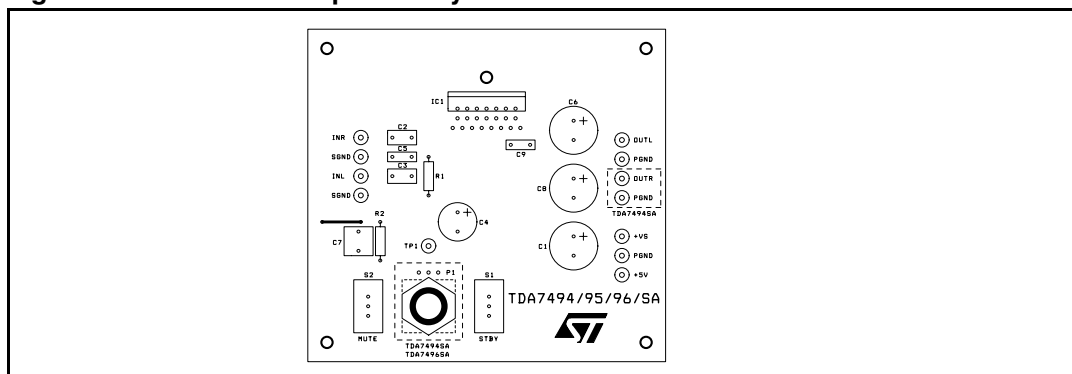 IC1
C6
INR
C2
OUTL
SGND
C5
C9
PGND
INL
C3
R1
OUTR
SGND
C8
PGND
TDA7494SA
R2
C4
C7
TP1
C1
+VS
PGND
+5V
S2
P1
S1
TDA7494/95/96/SA
MUTE
TDA7494SA
TDA7496SA
STBY
ST